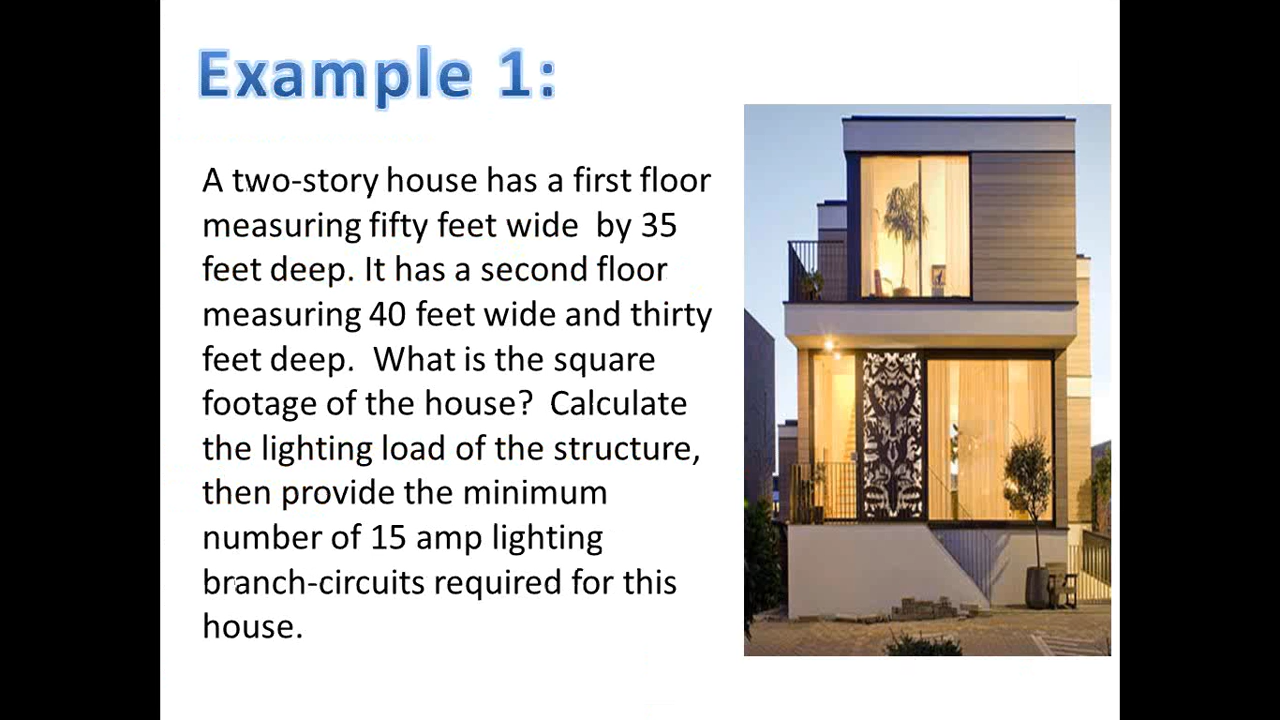 Example 1:
A two-story house has a first floor
measuring fifty feet wide by 35
feet deep. It has a second floor
measuring 40 feet wide and thirty
feet deep. What is the square
footage of the house? Calculate
the lighting load of the structure,
then provide the minimum
number of 15 amp lighting
branch-circuits required for this
house.